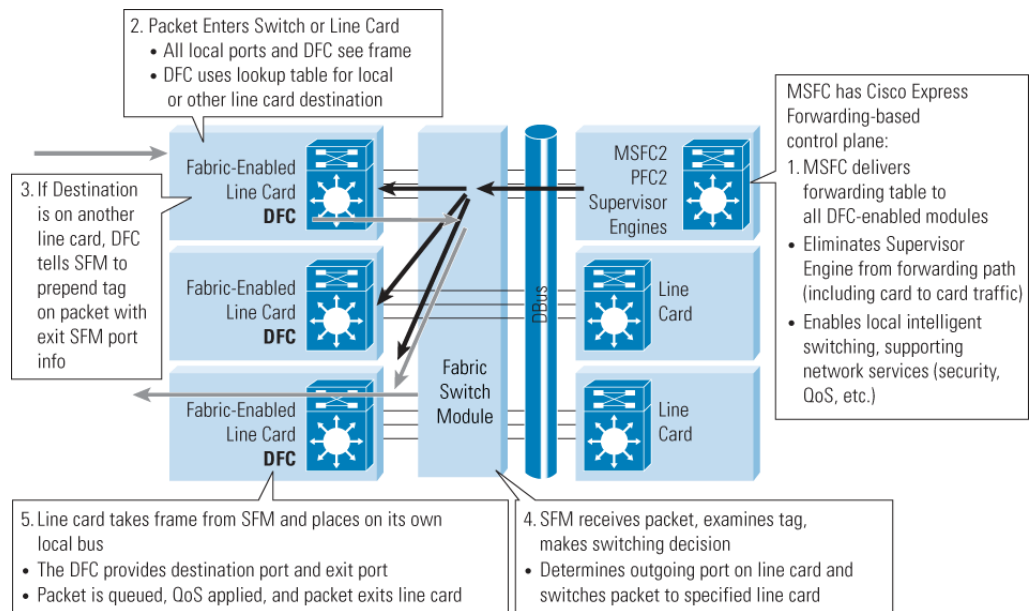 2. Packet Enters Switch or Line Card
• All local ports and DFC see frame
• DFC uses lookup table for local
or other line card destination
MSFC has Cisco Express
Forwarding-based
control plane:
1. MSFC delivers
forwarding table to
all DFC-enabled modules
• Eliminates Supervisor
Engine from forwarding path
(including card to card traffic)
• Enables local intelligent
switching, supporting
network services (security,
QoS, etc.)
Fabric-Enabled
Line Card
DFC
MSFC2
PFC2
Supervisor
Engines
3. If Destination
is on another
line card, DFC
tells SFM to
prepend tag
on packet with
exit SFM port
info
Fabric-Enabled
Line Card
DFC
DBus
Line
Card
Fabric
Switch
Module
Fabric-Enabled
Line Card
DFC
Line
Card
5. Line card takes frame from SFM and places on its own
local bus
• The DFC provides destination port and exit port
• Packet is queued, QoS applied, and packet exits line card
4. SFM receives packet, examines tag,
makes switching decision
• Determines outgoing port on line card and
switches packet to specified line card